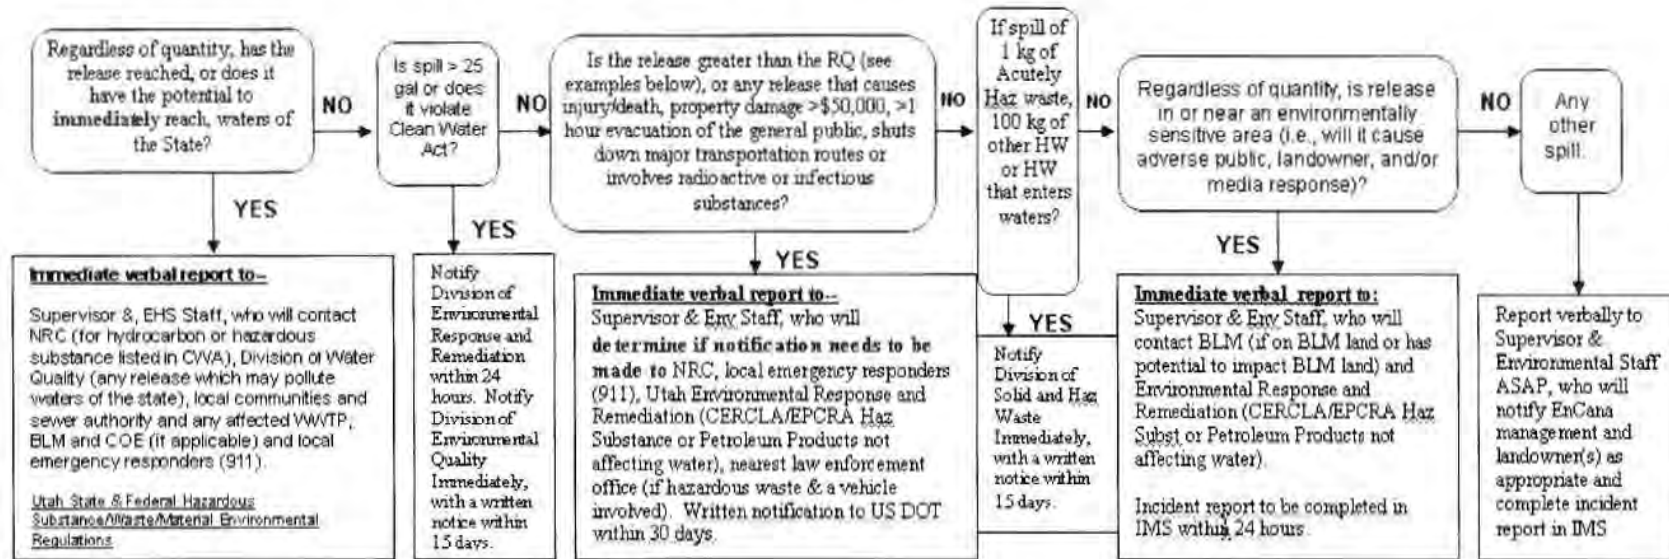 Regardless of quantity, has the
release reached, or does it
have the potential to
immediately reach, waters of
the State?
NO
YES
Is spill > 25
gal or does
it violate
Clean Water
Act?
NO
YES
Is the release greater than the RQ (see
examples below), or any release that causes
injury/death, property damage >$50,000, >1
hour evacuation of the general public, shuts
down major transportation routes or
involves radioactive or infectious
substances?
NO
YES
If spill of
1 kg of
Acutely
Haz waste,
100 kg of
other HW
or HW
that enters
waters?
NO
YES
Regardless of quantity, is release
in or near an environmentally
sensitive area (i.e., will it cause
adverse public, landowner, and/or
media response)?
NO
YES
Any
other
spill.
Immediate verbal report to--
Supervisor &, EHS Staff, who will contact
NRC (for hydrocarbon or hazardous
substance listed in CWA), Division of Water
Quality (any release which may pollute
waters of the state), local communities and
sewer authority and any affected WWTP,
BLM and COE (if applicable) and local
emergency responders (911).
Utah State & Federal Hazardous
Substance/Waste/Material Environmental
Regulations
Notify
Division of
Environmental
Response and
Remediation
within 24
hours. Notify
Division of
Environmental
Quality
Immediately,
with a written
notice within
15 days.
Immediate verbal report to--
Supervisor & Env Staff, who will
determine if notification needs to be
made to NRC, local emergency responders
(911), Utah Environmental Response and
Remediation (CERCLA/EPCRA Haz
Substance or Petroleum Products not
affecting water), nearest law enforcement
office (if hazardous waste & a vehicle
involved). Written notification to US DOT
within 30 days.
Notify
Division of
Solid and Haz
Waste
Immediately,
with a written
notice within
15 days.
Immediate verbal report to:
Supervisor & Env Staff, who will
contact BLM (if on BLM land or has
potential to impact BLM land) and
Environmental Response and
Remediation (CERCLA/EPCRA Haz
Subst or Petroleum Products not
affecting water).
Incident report to be completed in
IMS within 24 hours.
Report verbally to
Supervisor &
Environmental Staff
ASAP, who will
notify EnCana
management and
landowner(s) as
appropriate and
complete incident
report in IMS